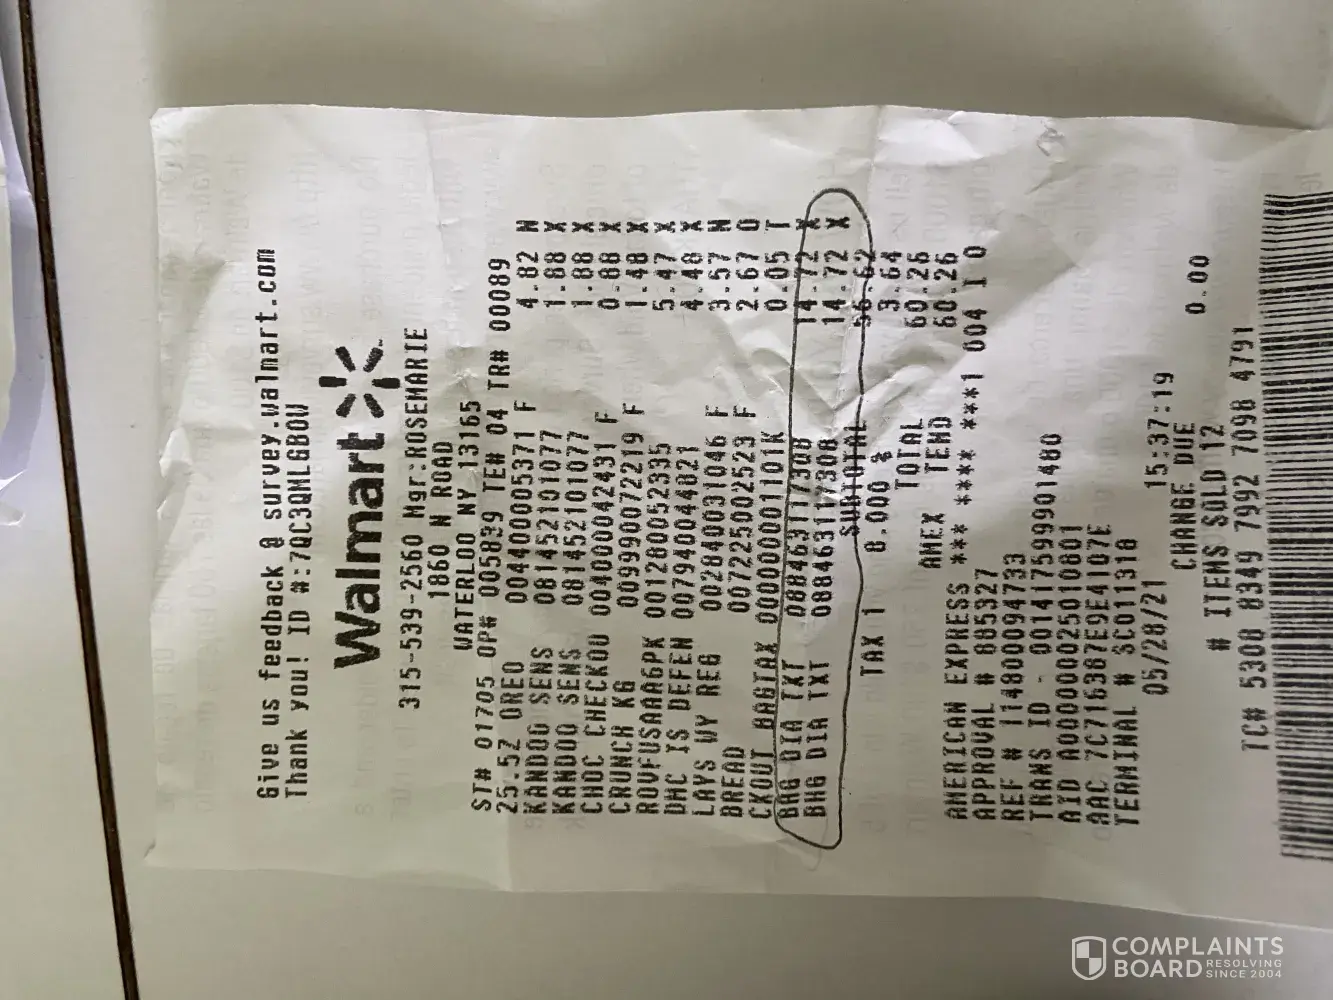 Give us feedback @ survey.walmart.com
Thank you! ID #:7QC3QMLGBOW
Walmart
315-539-2560 Mgr:ROSEMARIE
1860 N ROAD
WATERLOO NY 13165
ST# 01705 OP# 005839 TE# 04 TR# 00089
25.5Z OREO 004400005371 F 4.82 N
KANDOO SENS 081452101077 1.88 X
KANDOO SENS 081452101077 1.88 X
CHOC CHECKOU 004000042431 F 0.88 X
CRUNCH KG 009990072219 F 1.48 X
ROVFUSAAA6PK 001280052335 5.47 X
DMC IS DEFEN 007940044021 4.48 X
LAYS WY REG 002840031046 F 3.57 N
BREAD 007225002523 F 2.67 O
CKOUT BAGTAX 000000001101K 0.05 T
BHG DIA TXT 088463117308 14.72 X
BHG DIA TXT 088463117308 14.72 X
SUBTOTAL 56.62
TAX 1 8.000 % 3.64
TOTAL 60.26
AMEX TEND 60.26
AMERICAN EXPRESS *** **** ***1 004 I 0
APPROVAL # 885327
REF # 114800094733
TRANS ID - 001417599901480
AID A000000025010801
AAC 7C716387E9E4107E
TERMINAL # SC011318
05/28/21 15:37:19
CHANGE DUE 0.00
# ITEMS SOLD 12
TC# 5308 8349 7992 7098 4791
COMPLAINTS
BOARD RESOLVING
SINCE 2004